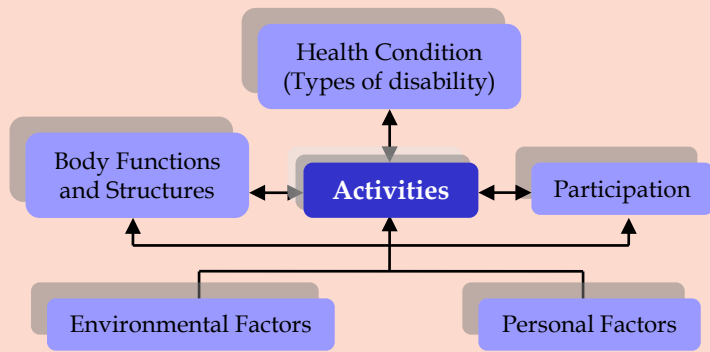 Health Condition
(Types of disability)
Body Functions
and Structures
Activities
Participation
Environmental Factors
Personal Factors